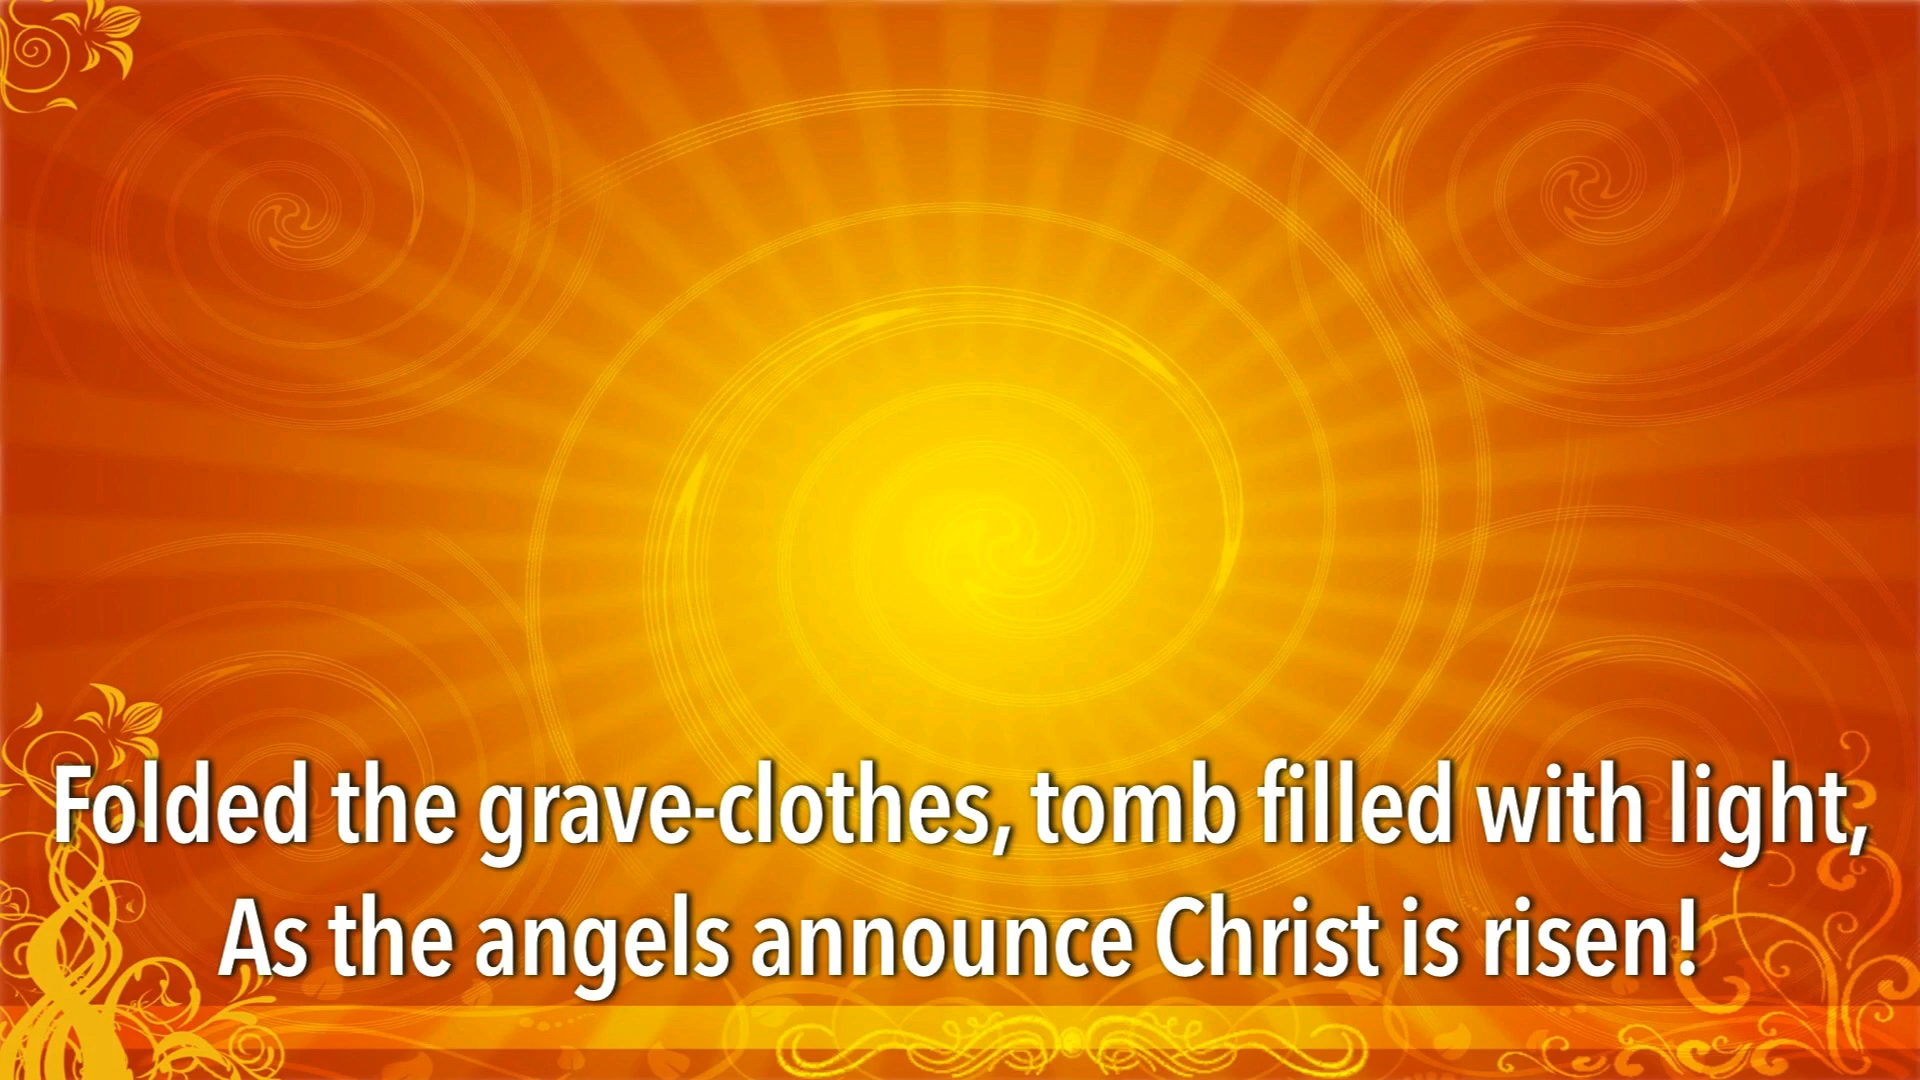 Folded the grave-clothes, tomb filled with light,
As the angels announce Christ is risen!